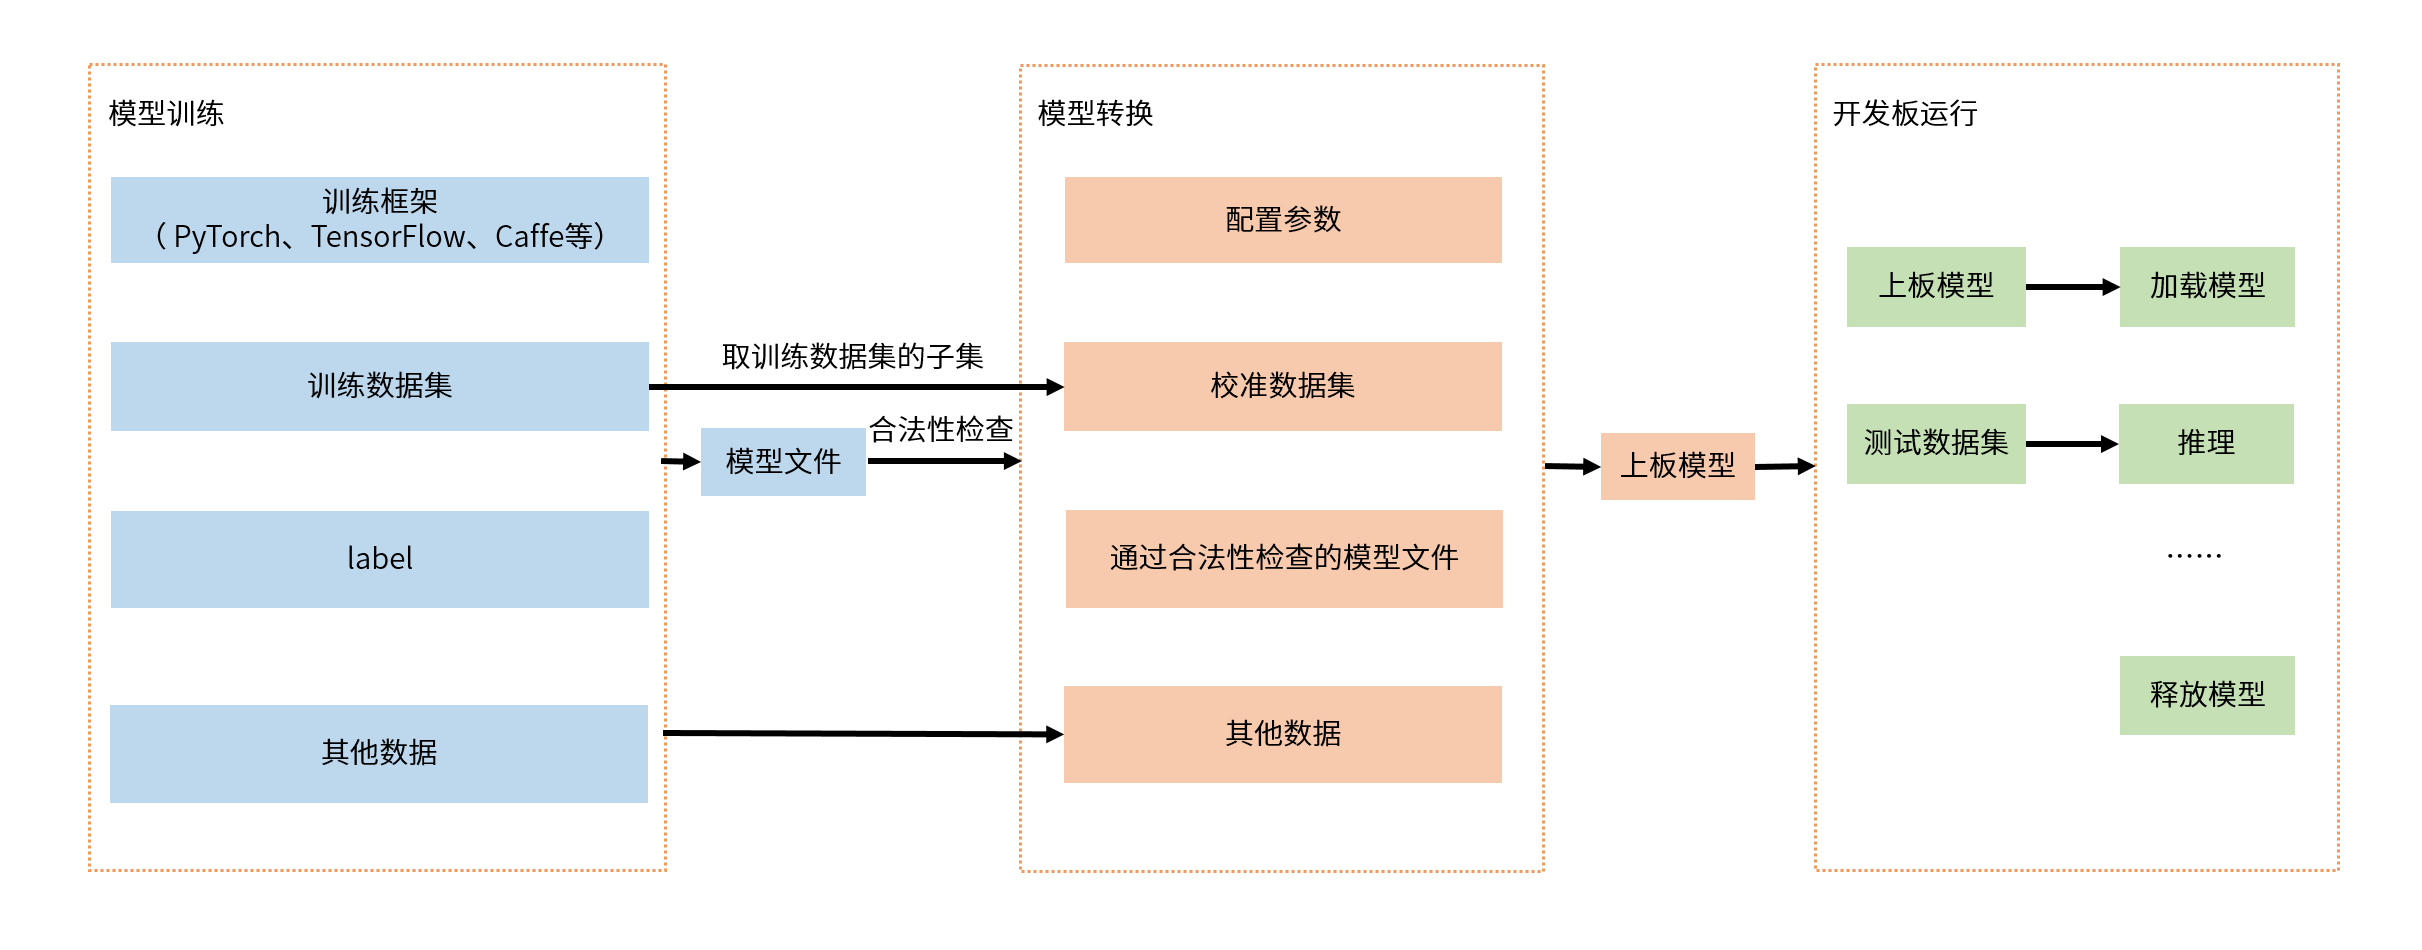 模型训练
训练框架
（ PyTorch、TensorFlow、Caffe等）
训练数据集
label
其他数据
取训练数据集的子集
模型文件
合法性检查
模型转换
配置参数
校准数据集
通过合法性检查的模型文件
其他数据
上板模型
开发板运行
上板模型
加载模型
测试数据集
推理
……
释放模型